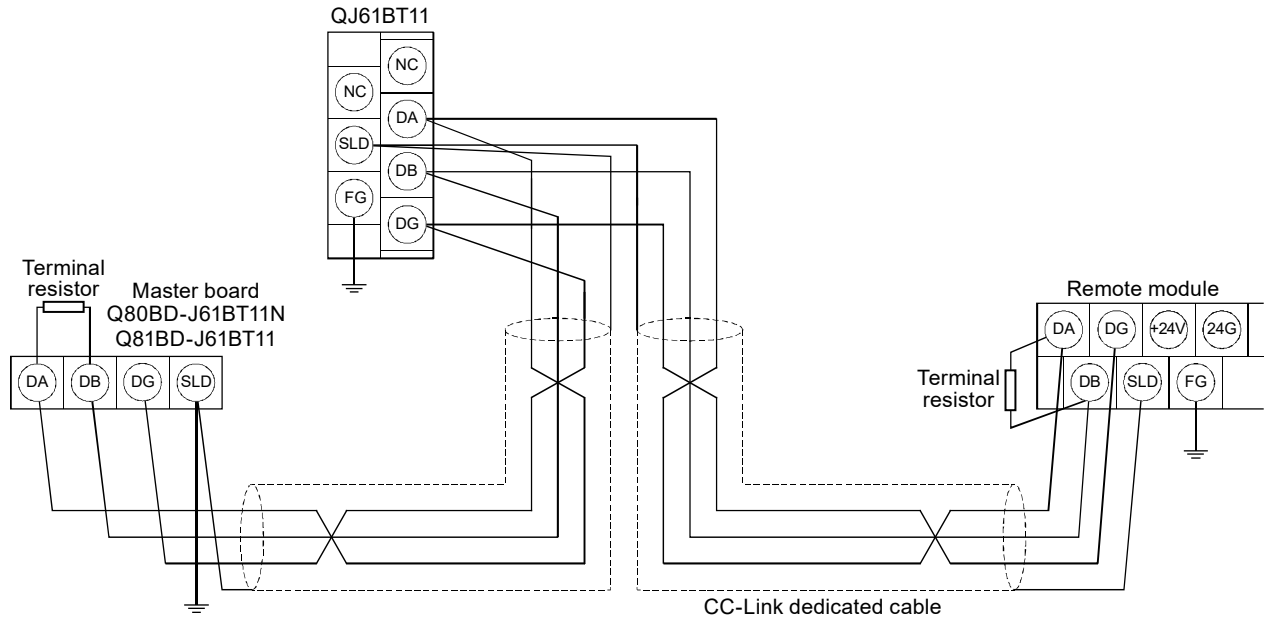 QJ61BT11
NC
NC
DA
SLD
DB
FG
DG
Terminal
resistor
Master board
Q80BD-J61BT11N
Q81BD-J61BT11
DA
DB
DG
SLD
Remote module
DA
DG
+24V
24G
Terminal
resistor
DB
SLD
FG
CC-Link dedicated cable